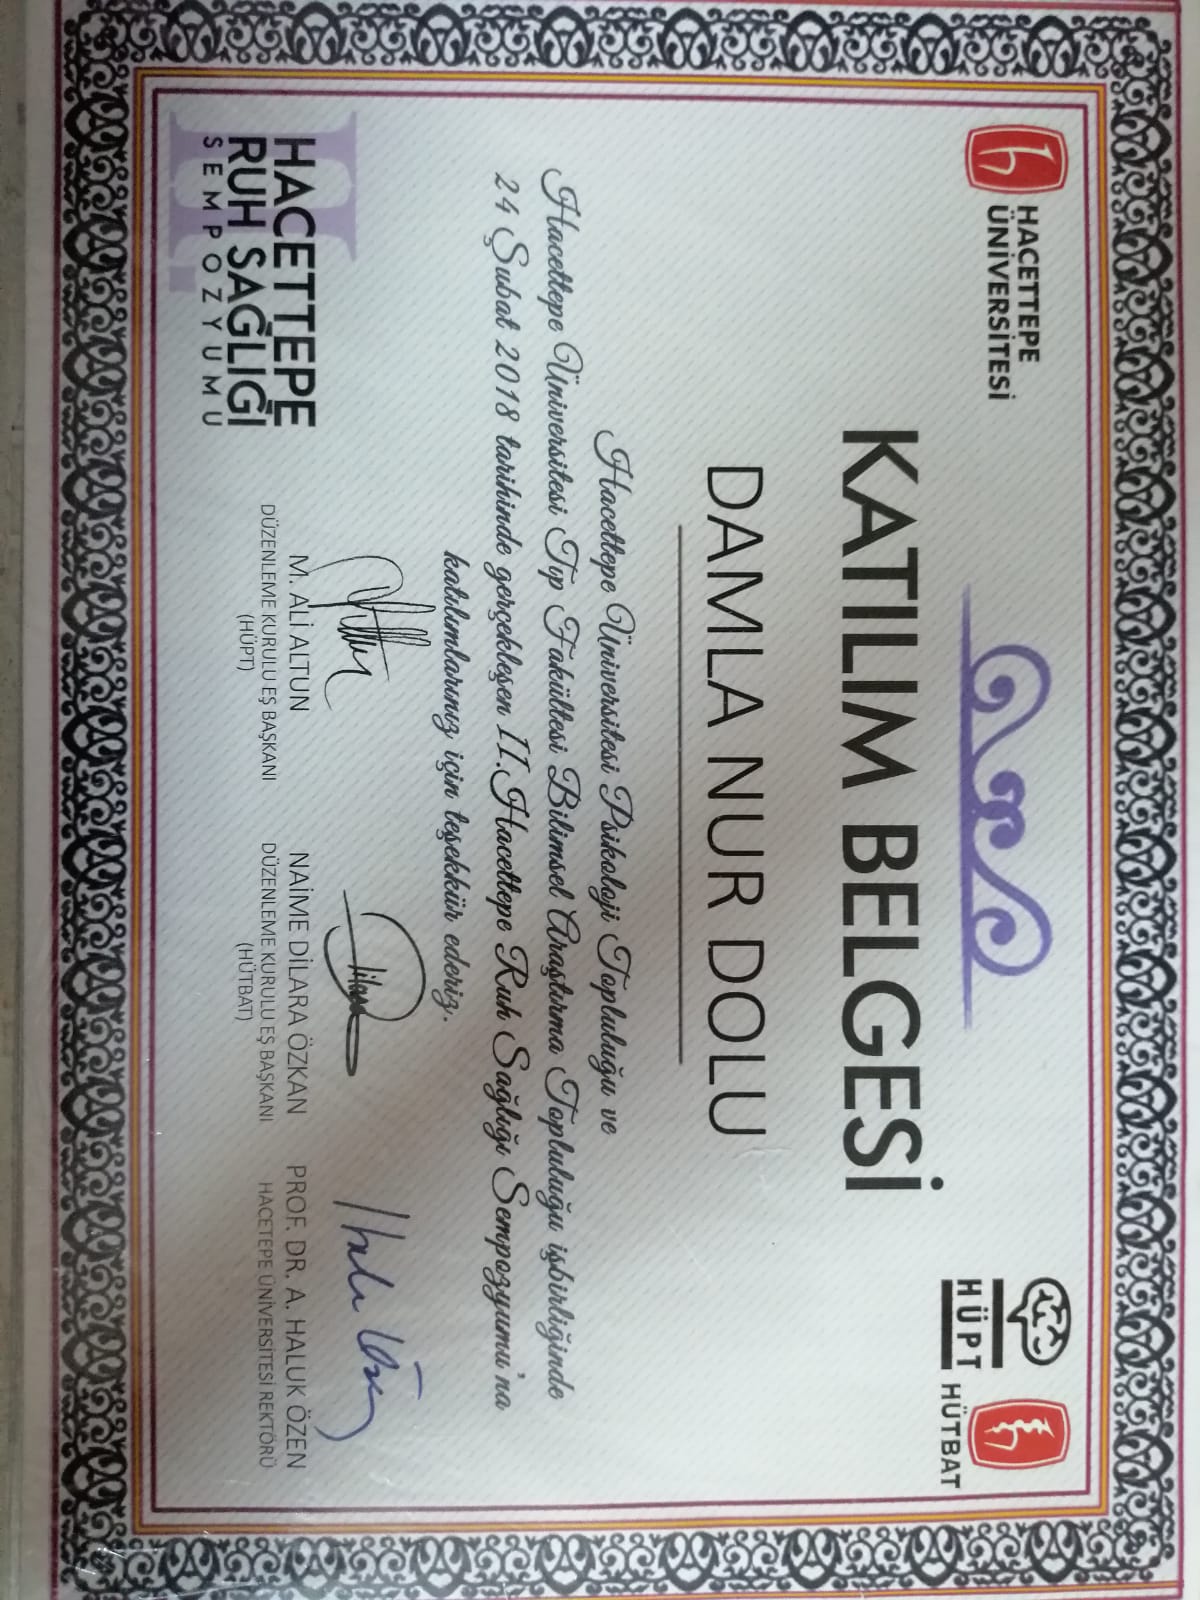 HACETTEPE
ÜNİVERSİTESİ
HÜPT
HÜTBAT
KATILIM BELGESİ
DAMLA NUR DOLU
Hacettepe Üniversitesi Psikoloji Topluluğu ve
Hacettepe Üniversitesi Tıp Fakültesi Bilimsel Araştırma Topluluğu işbirliğinde
24 Şubat 2018 tarihinde gerçekleşen II.Hacettepe Ruh Sağlığı Sempozyumu'na
katılımlarınız için teşekkür ederiz.
II.
HACETTEPE
RUH SAĞLIĞI
SEMPOZYUMU
M. ALİ ALTUN
DÜZENLEME KURULU EŞ BAŞKANI
(HÜPT)
NAİME DİLARA ÖZKAN
DÜZENLEME KURULU EŞ BAŞKANI
(HÜTBAT)
PROF. DR. A. HALUK ÖZEN
HACETEPE ÜNİVERSİTESİ REKTÖRÜ